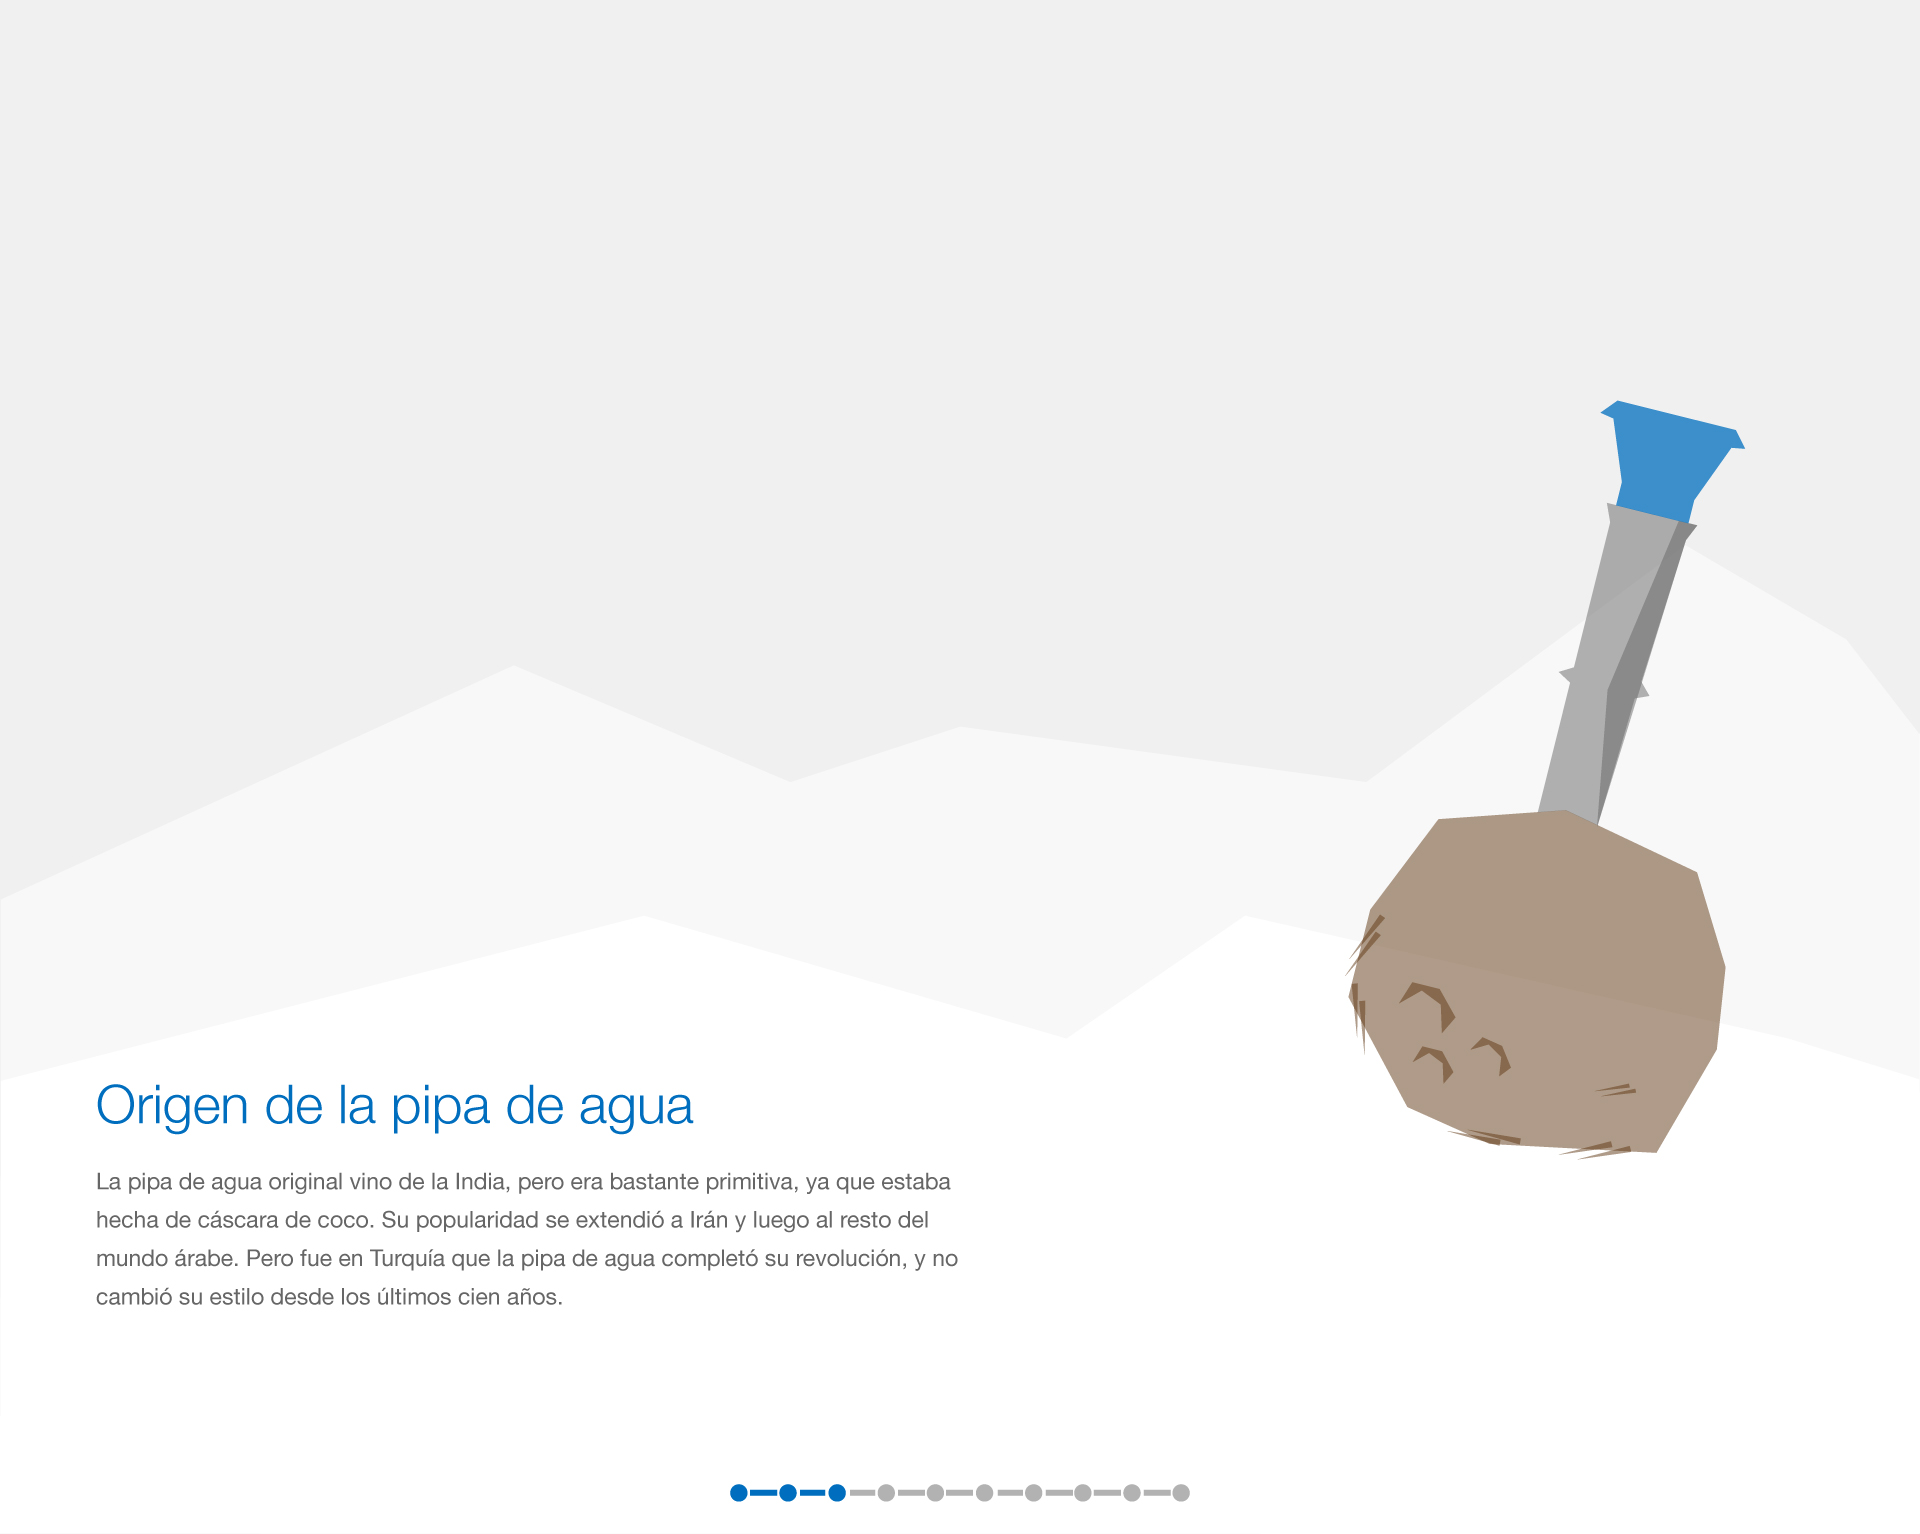 Origen de la pipa de agua
La pipa de agua original vino de la India, pero era bastante primitiva, ya que estaba
hecha de cáscara de coco. Su popularidad se extendió a Irán y luego al resto del
mundo árabe. Pero fue en Turquía que la pipa de agua completó su revolución, y no
cambió su estilo desde los últimos cien años.